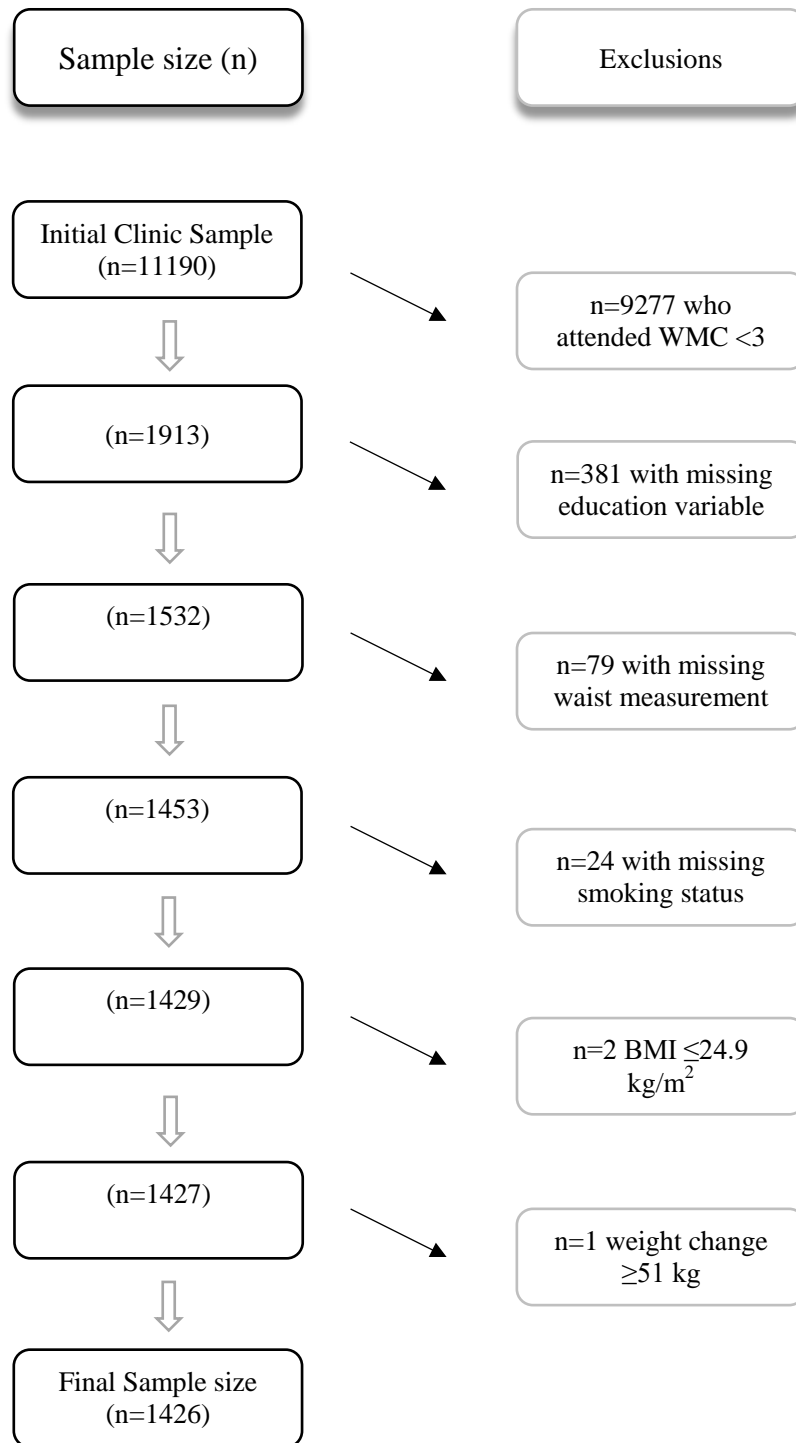 Sample size (n)
Exclusions
Initial Clinic Sample
(n=11190)
n=9277 who
attended WMC <3
(n=1913)
n=381 with missing
education variable
(n=1532)
n=79 with missing
waist measurement
(n=1453)
n=24 with missing
smoking status
(n=1429)
n=2 BMI ≤24.9
kg/m²
(n=1427)
n=1 weight change
≥51 kg
Final Sample size
(n=1426)